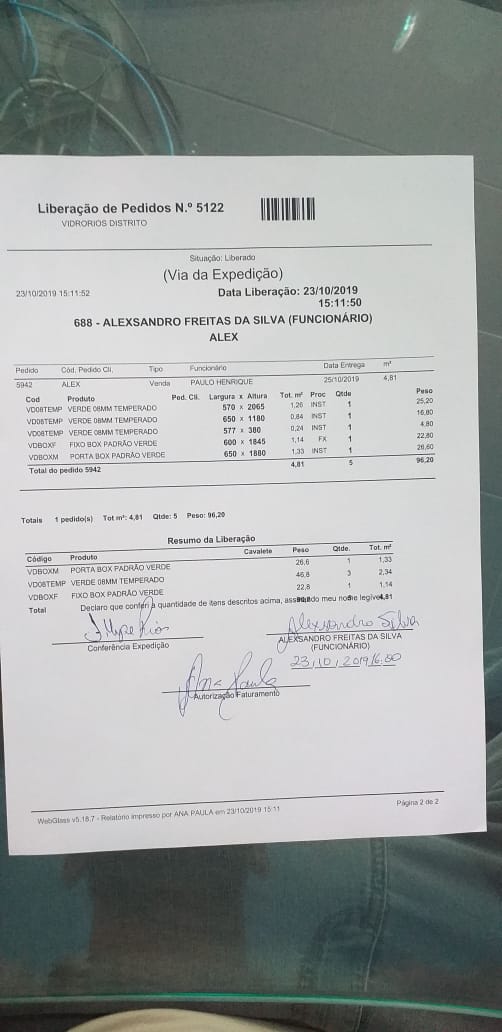 Liberação de Pedidos N.º 5122
VIDRORIOS DISTRITO
Situação: Liberado
(Via da Expedição)
23/10/2019 15:11:52 Data Liberação: 23/10/2019
15:11:50
688 - ALEXSANDRO FREITAS DA SILVA (FUNCIONÁRIO)
ALEX
Pedido Cód. Pedido Cli. Tipo Funcionário Data Entrega m²
5942 ALEX Venda PAULO HENRIQUE 25/10/2019 4,81
Cod Produto Ped. Cli. Largura x Altura Tot. m² Proc Qtde Peso
VD08TEMP VERDE 08MM TEMPERADO 570 x 2065 1,26 INST 1 25,20
VD08TEMP VERDE 08MM TEMPERADO 650 x 1180 0,84 INST 1 16,80
VD08TEMP VERDE 08MM TEMPERADO 577 x 380 0,24 INST 1 4,80
VDBOXF FIXO BOX PADRÃO VERDE 600 x 1845 1,14 FX 1 22,80
VDBOXM PORTA BOX PADRÃO VERDE 650 x 1880 1,33 INST 1 26,60
Total do pedido 5942 4,81 5 96,20
Totais 1 pedido(s) Tot m²: 4,81 Qtde: 5 Peso: 96,20
Resumo da Liberação
Código Produto Cavalete Peso Qtde. Tot. m²
VDBOXM PORTA BOX PADRÃO VERDE 26,6 1 1,33
VD08TEMP VERDE 08MM TEMPERADO 46,8 3 2,34
VDBOXF FIXO BOX PADRÃO VERDE 22,8 1 1,14
Total Declaro que conferi a quantidade de itens descritos acima, assinando meu nome legível 4,81
Filype Rios Alexsandro Silva
Conferência Expedição ALEXSANDRO FREITAS DA SILVA
(FUNCIONÁRIO)
23/10/2019 16:00
Ana Paula
Autorização Faturamento
WebGlass v5.18.7 - Relatório impresso por ANA PAULA em 23/10/2019 15:11 Página 2 de 2